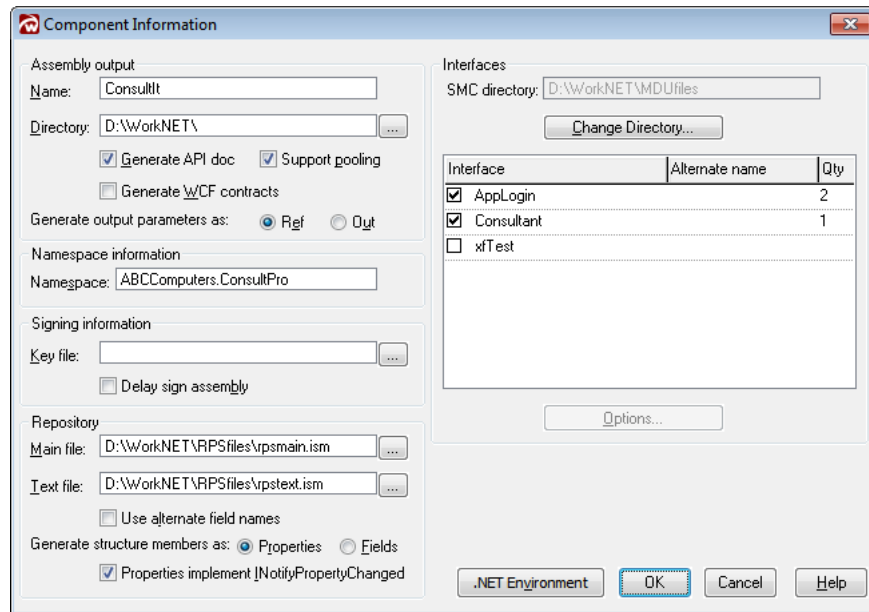 Component Information
Assembly output
Name: ConsultIt
Directory: D:\WorkNET\ ...
Generate API doc Support pooling
Generate WCF contracts
Generate output parameters as: Ref Out
Namespace information
Namespace: ABCComputers.ConsultPro
Signing information
Key file: ...
Delay sign assembly
Repository
Main file: D:\WorkNET\RPSfiles\rpsmain.ism ...
Text file: D:\WorkNET\RPSfiles\rpstext.ism ...
Use alternate field names
Generate structure members as: Properties Fields
Properties implement INotifyPropertyChanged
Interfaces
SMC directory: D:\WorkNET\MDUfiles
Change Directory...
Interface Alternate name Qty
AppLogin 2
Consultant 1
xfTest
Options...
.NET Environment OK Cancel Help